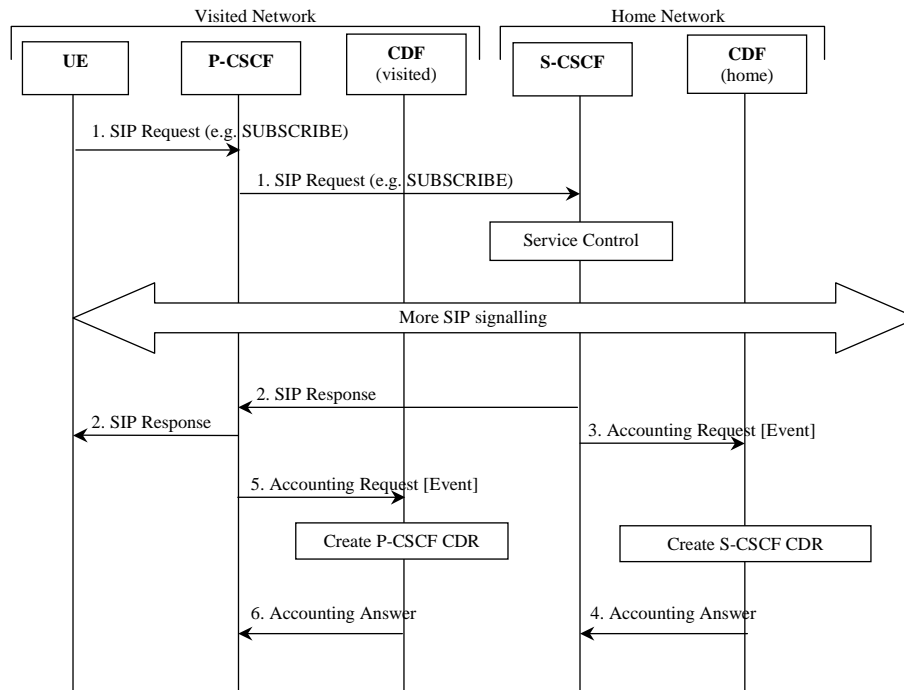 Visited Network
Home Network
UE
P-CSCF
CDF
(visited)
S-CSCF
CDF
(home)
1. SIP Request (e.g. SUBSCRIBE)
1. SIP Request (e.g. SUBSCRIBE)
Service Control
More SIP signalling
2. SIP Response
2. SIP Response
3. Accounting Request [Event]
5. Accounting Request [Event]
Create P-CSCF CDR
Create S-CSCF CDR
6. Accounting Answer
4. Accounting Answer